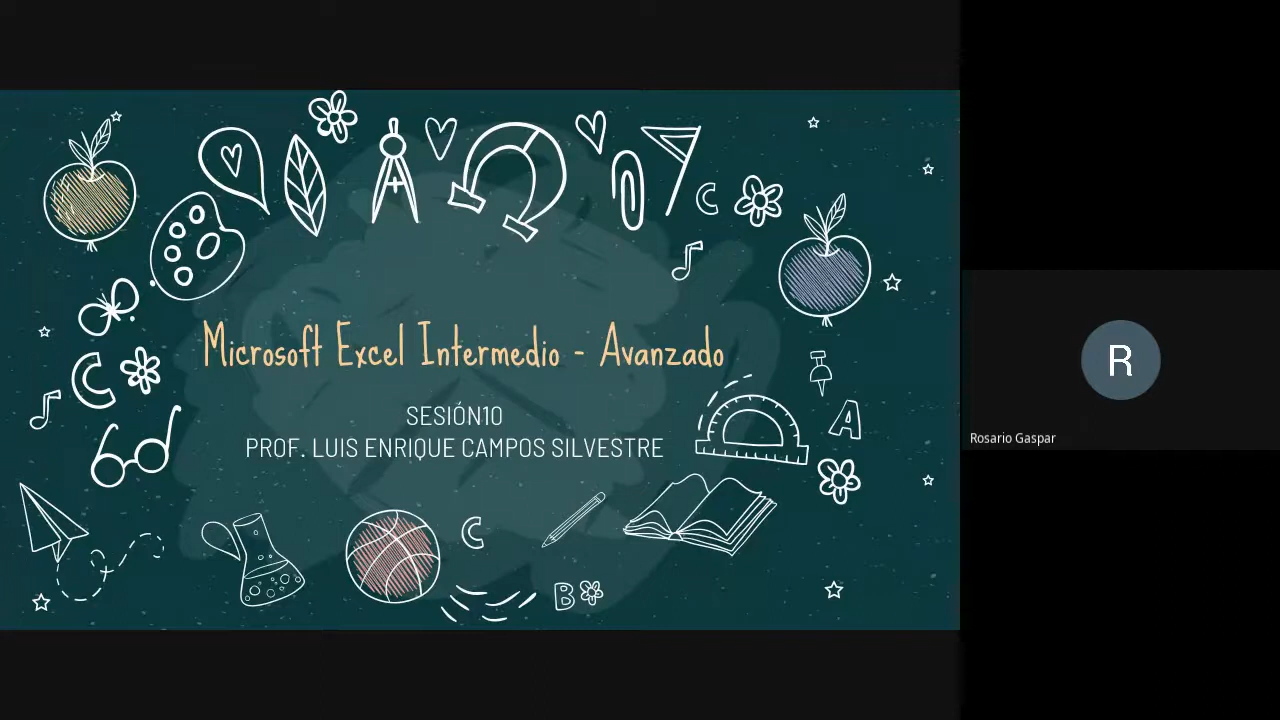 C
Microsoft Excel Intermedio - Avanzado
C
SESIÓN10
A
PROF. LUIS ENRIQUE CAMPOS SILVESTRE
C
B
R
Rosario Gaspar